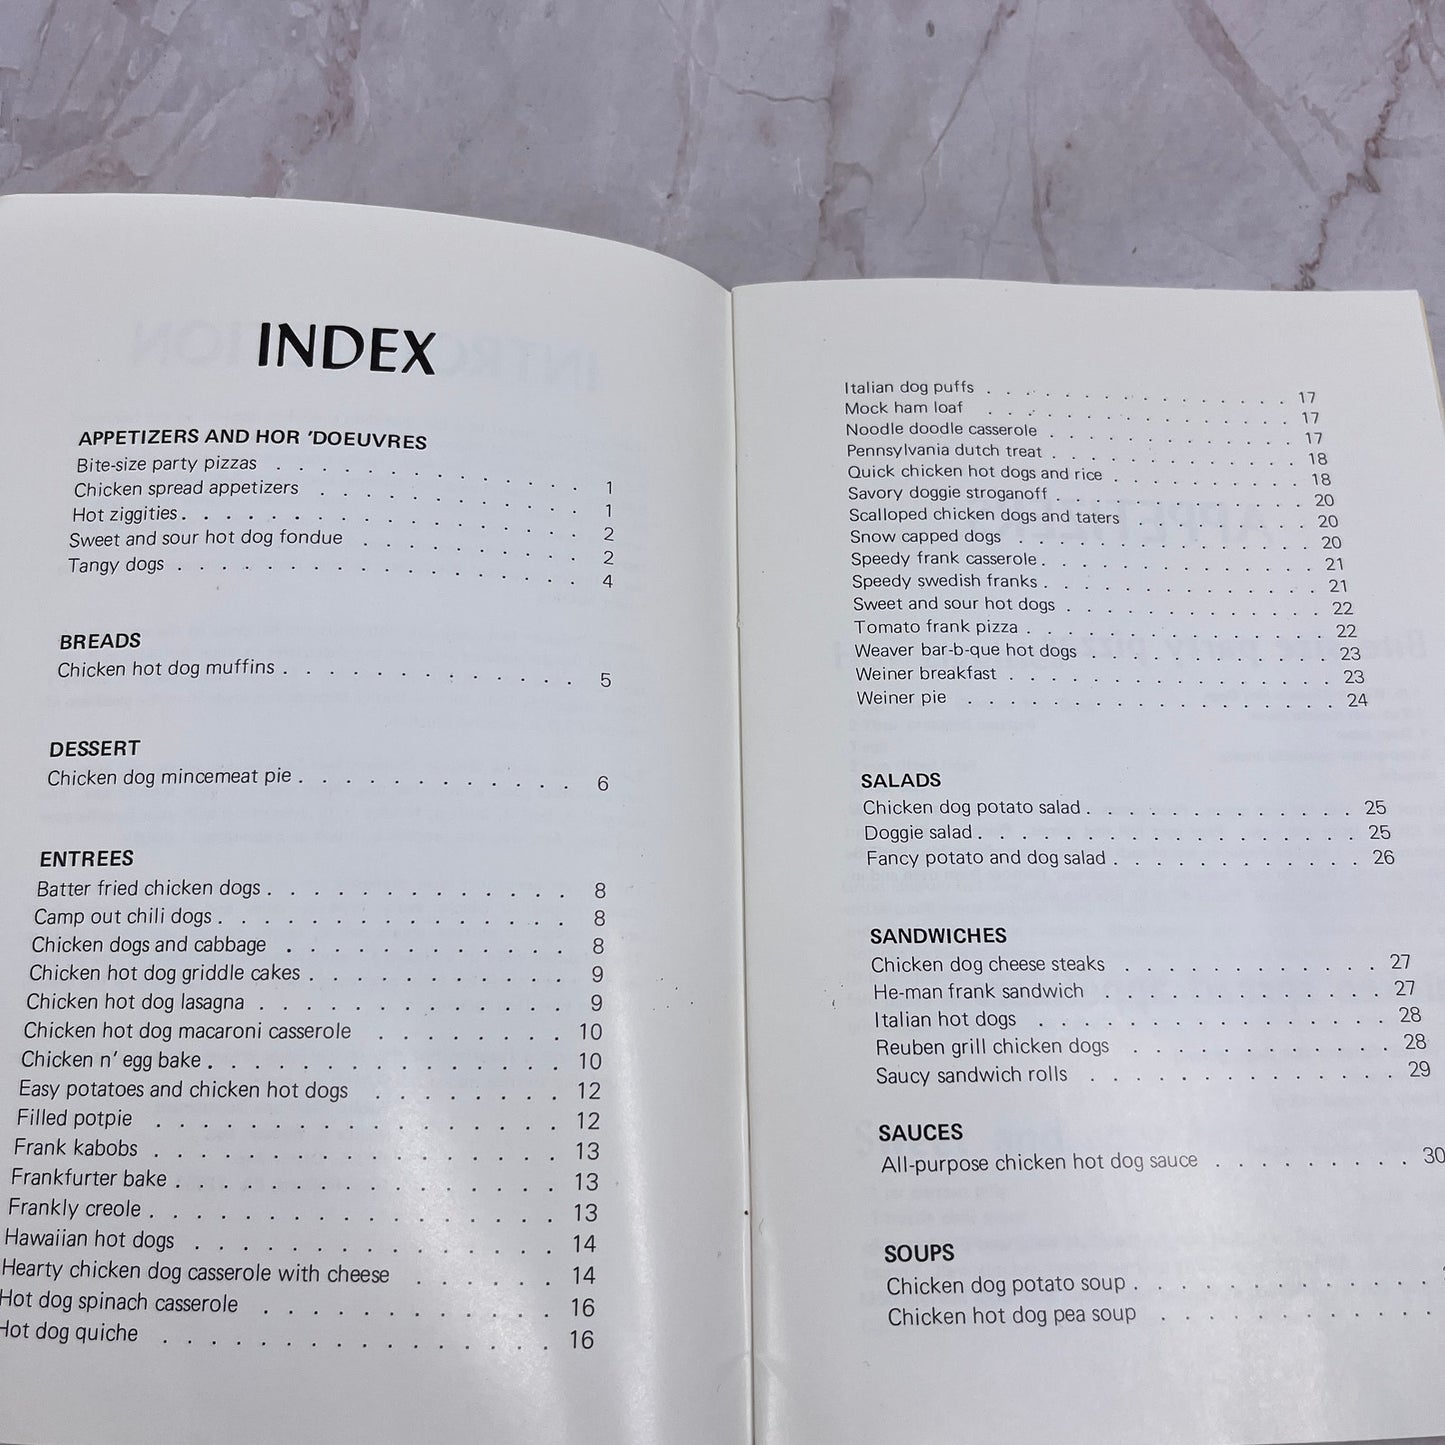 INDEX
APPETIZERS AND HOR 'DOEUVRES
Bite-size party pizzas . . . . . . . . . . . . . 1
Chicken spread appetizers . . . . . . . . . . . 1
Hot ziggities . . . . . . . . . . . . . . . . . 2
Sweet and sour hot dog fondue . . . . . . . . . 2
Tangy dogs . . . . . . . . . . . . . . . . . 4
BREADS
Chicken hot dog muffins . . . . . . . . . . . . . 5
DESSERT
Chicken dog mincemeat pie . . . . . . . . . . . . 6
ENTREES
Batter fried chicken dogs . . . . . . . . . . . . . 8
Camp out chili dogs . . . . . . . . . . . . . . . 8
Chicken dogs and cabbage . . . . . . . . . . . . 8
Chicken hot dog griddle cakes . . . . . . . . . . . 9
Chicken hot dog lasagna . . . . . . . . . . . . . 9
Chicken hot dog macaroni casserole . . . . . . . . 10
Chicken n' egg bake . . . . . . . . . . . . . . . 10
Easy potatoes and chicken hot dogs . . . . . . . . 12
Filled potpie . . . . . . . . . . . . . . . . . 12
Frank kabobs . . . . . . . . . . . . . . . . . 13
Frankfurter bake . . . . . . . . . . . . . . . . 13
Frankly creole . . . . . . . . . . . . . . . . . 13
Hawaiian hot dogs . . . . . . . . . . . . . . . 14
Hearty chicken dog casserole with cheese . . . . . . 14
Hot dog spinach casserole . . . . . . . . . . . . 16
Hot dog quiche . . . . . . . . . . . . . . . . 16
Italian dog puffs . . . . . . . . . . . . . . 17
Mock ham loaf . . . . . . . . . . . . . . 17
Noodle doodle casserole . . . . . . . . . . . 17
Pennsylvania dutch treat . . . . . . . . . . . 18
Quick chicken hot dogs and rice . . . . . . . . . 18
Savory doggie stroganoff . . . . . . . . . . . . 20
Scalloped chicken dogs and taters . . . . . . . . 20
Snow capped dogs . . . . . . . . . . . . . . 20
Speedy frank casserole . . . . . . . . . . . . . 21
Speedy swedish franks . . . . . . . . . . . . . 21
Sweet and sour hot dogs . . . . . . . . . . . . 22
Tomato frank pizza . . . . . . . . . . . . . . 22
Weaver bar-b-que hot dogs . . . . . . . . . . . 23
Weiner breakfast . . . . . . . . . . . . . . . 23
Weiner pie . . . . . . . . . . . . . . . . . 24
SALADS
Chicken dog potato salad . . . . . . . . . . . . 25
Doggie salad . . . . . . . . . . . . . . . . . 25
Fancy potato and dog salad . . . . . . . . . . . 26
SANDWICHES
Chicken dog cheese steaks . . . . . . . . . . . 27
He-man frank sandwich . . . . . . . . . . . . 27
Italian hot dogs . . . . . . . . . . . . . . . 28
Reuben grill chicken dogs . . . . . . . . . . . 28
Saucy sandwich rolls . . . . . . . . . . . . . 29
SAUCES
All-purpose chicken hot dog sauce . . . . . . . . . 30
SOUPS
Chicken dog potato soup . . . . . . . . . . . . .
Chicken hot dog pea soup . . . . . . . . . . . .